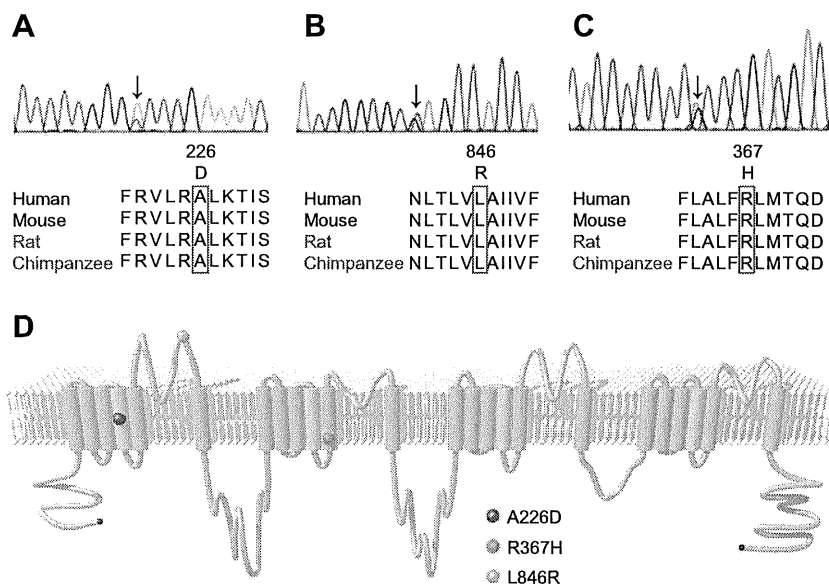 A
226
D
Human FRVLRALKTIS
Mouse FRVLRALKTIS
Rat FRVLRALKTIS
Chimpanzee FRVLRALKTIS
B
846
R
Human NLTLVLAIIVF
Mouse NLTLVLAIIVF
Rat NLTLVLAIIVF
Chimpanzee NLTLVLAIIVF
C
367
H
Human FLALFRLMTQD
Mouse FLALFRLMTQD
Rat FLALFRLMTQD
Chimpanzee FLALFRLMTQD
D
A226D
R367H
L846R